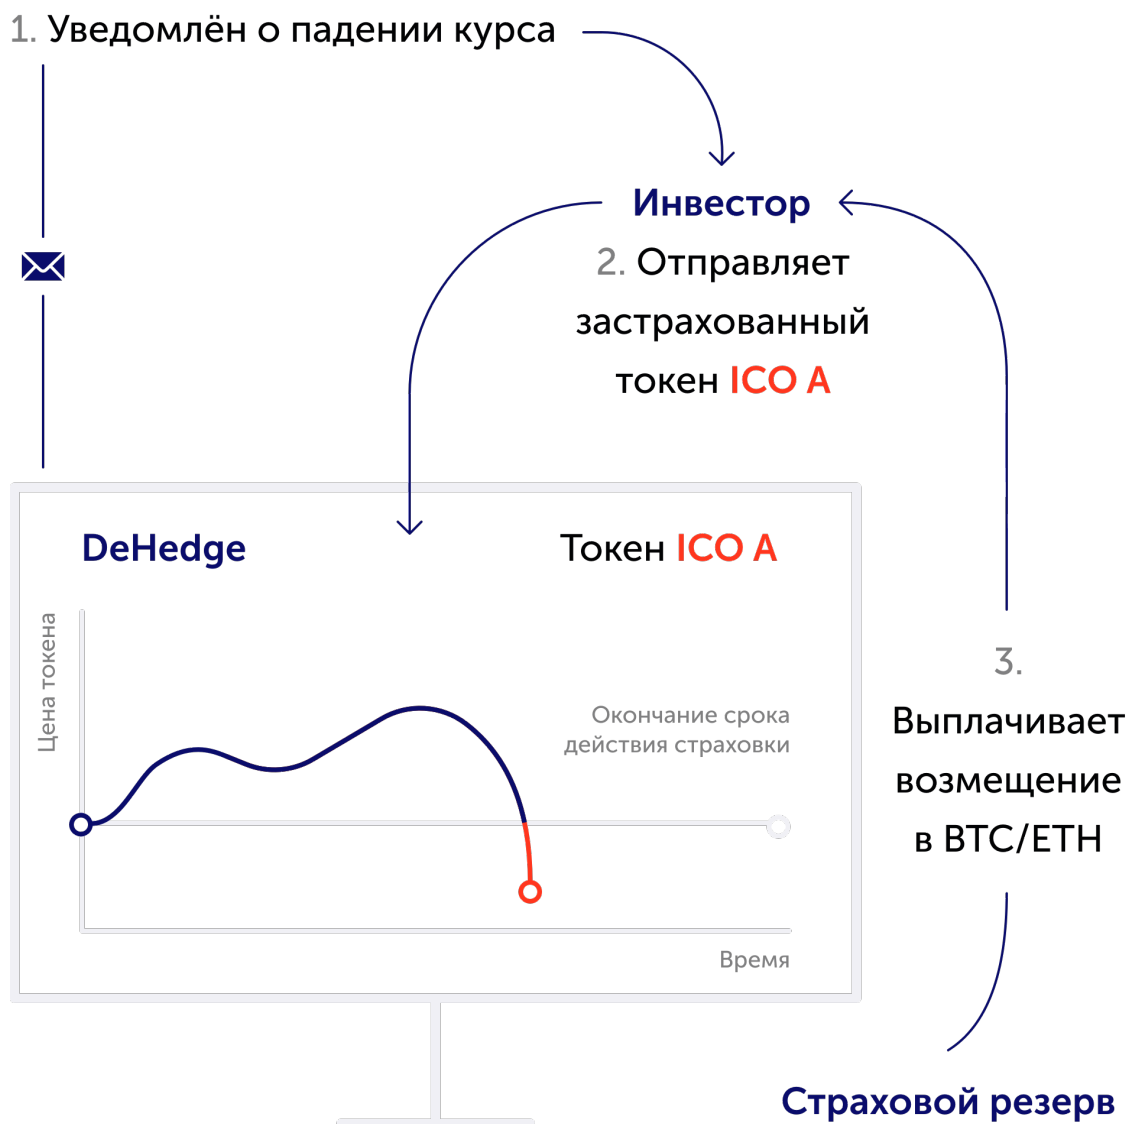 1. Уведомлён о падении курса
Инвестор
2. Отправляет
застрахованный
токен ICO A
DeHedge
Токен ICO A
Цена токена
Окончание срока
действия страховки
Время
3.
Выплачивает
возмещение
в BTC/ETH
Страховой резерв